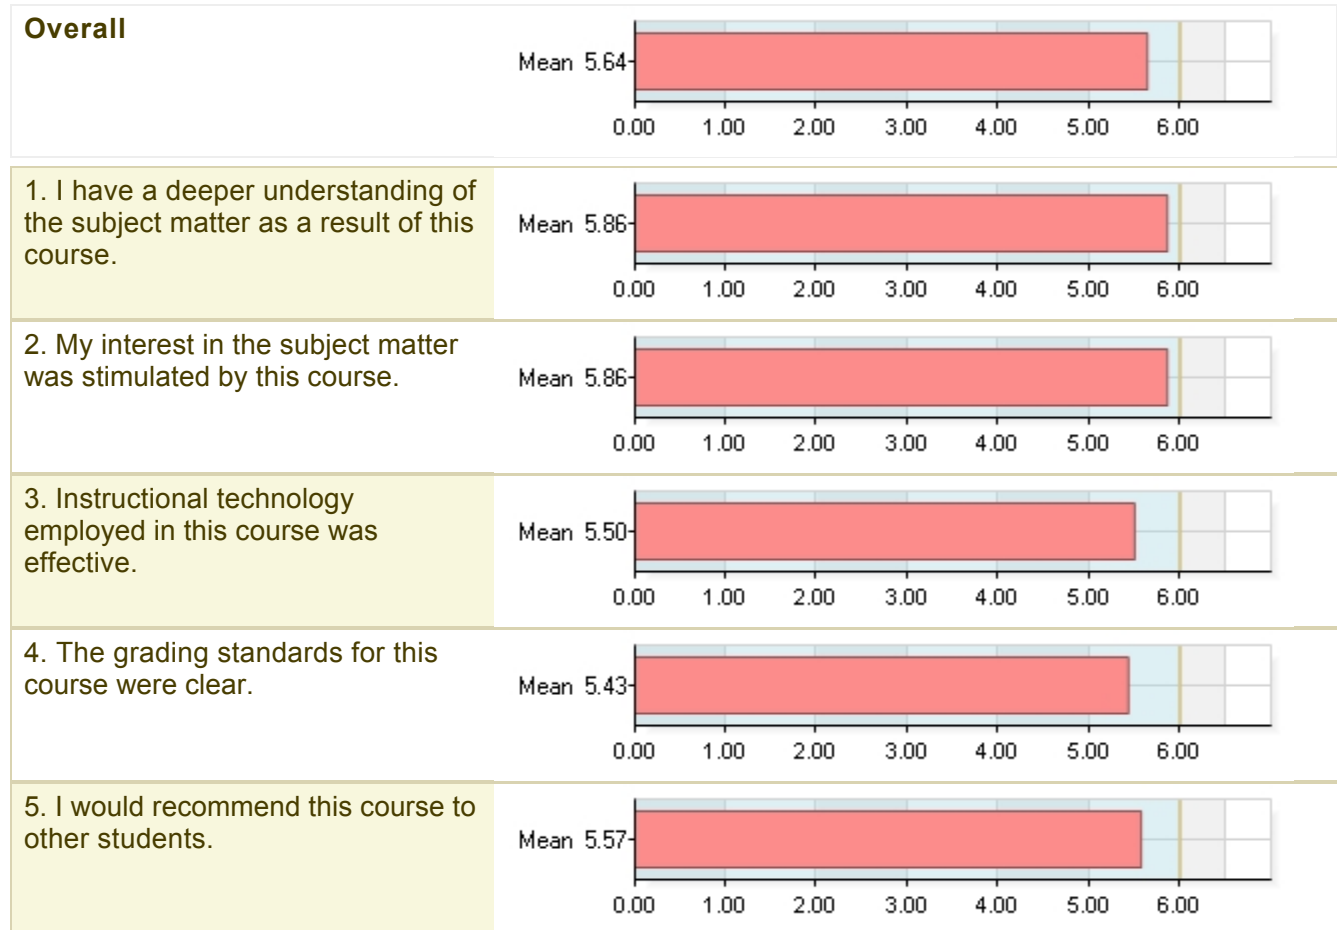 Overall
Mean 5.64
0.00 1.00 2.00 3.00 4.00 5.00 6.00
1. I have a deeper understanding of
the subject matter as a result of this
course.
Mean 5.86
0.00 1.00 2.00 3.00 4.00 5.00 6.00
2. My interest in the subject matter
was stimulated by this course.
Mean 5.86
0.00 1.00 2.00 3.00 4.00 5.00 6.00
3. Instructional technology
employed in this course was
effective.
Mean 5.50
0.00 1.00 2.00 3.00 4.00 5.00 6.00
4. The grading standards for this
course were clear.
Mean 5.43
0.00 1.00 2.00 3.00 4.00 5.00 6.00
5. I would recommend this course to
other students.
Mean 5.57
0.00 1.00 2.00 3.00 4.00 5.00 6.00